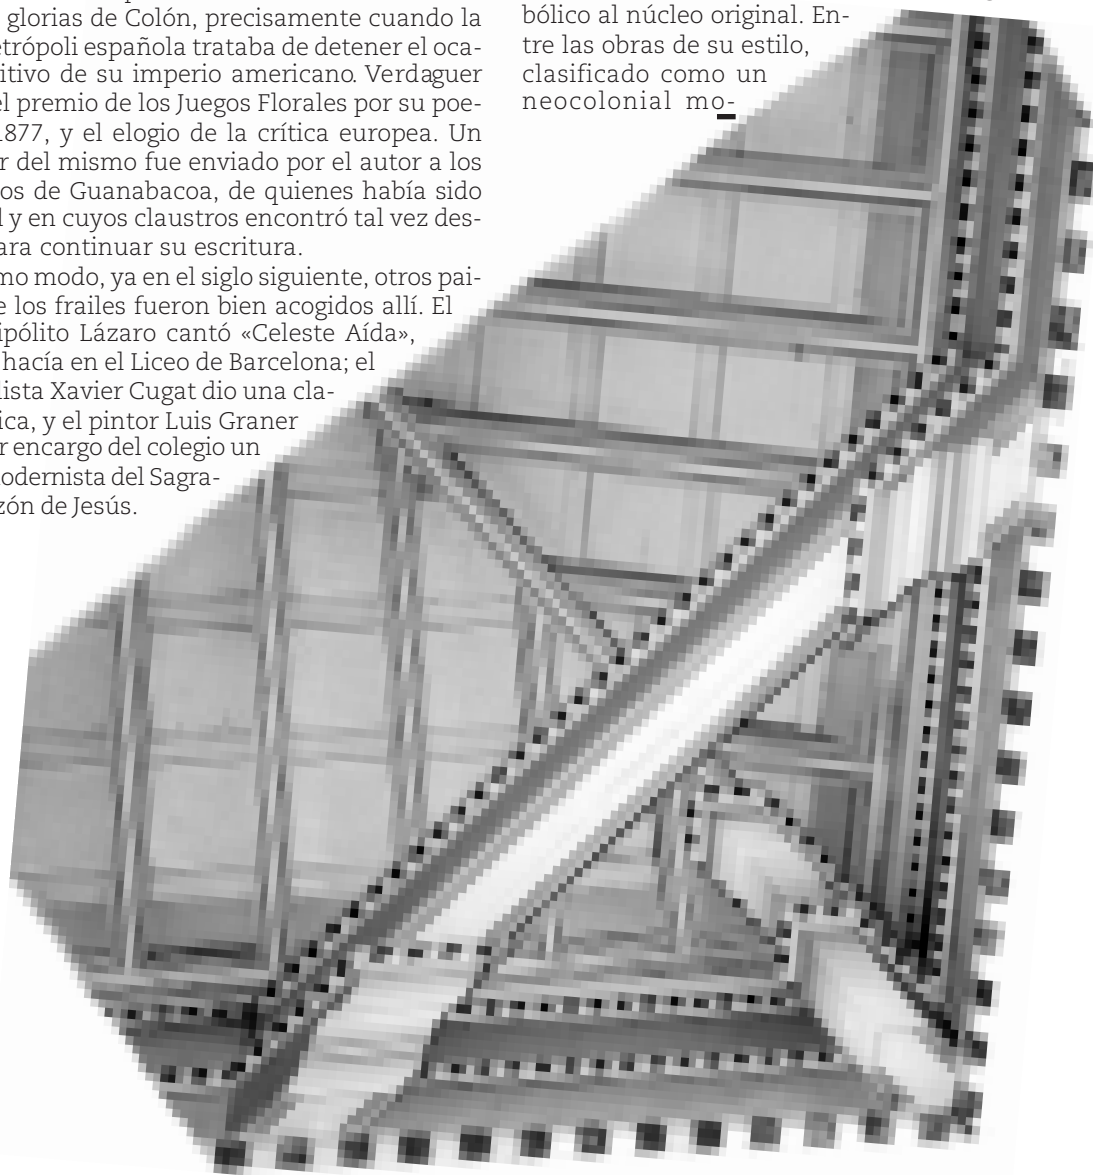 glorias de Colón, precisamente cuando la
etrópoli española trataba de detener el oca-
itivo de su imperio americano. Verdaguer
el premio de los Juegos Florales por su poe-
1877, y el elogio de la crítica europea. Un
r del mismo fue enviado por el autor a los
os de Guanabacoa, de quienes había sido
l y en cuyos claustros encontró tal vez des-
ara continuar su escritura.
mo modo, ya en el siglo siguiente, otros pai-
e los frailes fueron bien acogidos allí. El
ipólito Lázaro cantó «Celeste Aída»,
hacía en el Liceo de Barcelona; el
lista Xavier Cugat dio una cla-
ica, y el pintor Luis Graner
r encargo del colegio un
odernista del Sagra-
zón de Jesús.
bólico al núcleo original. En-
tre las obras de su estilo,
clasificado como un
neocolonial mo-